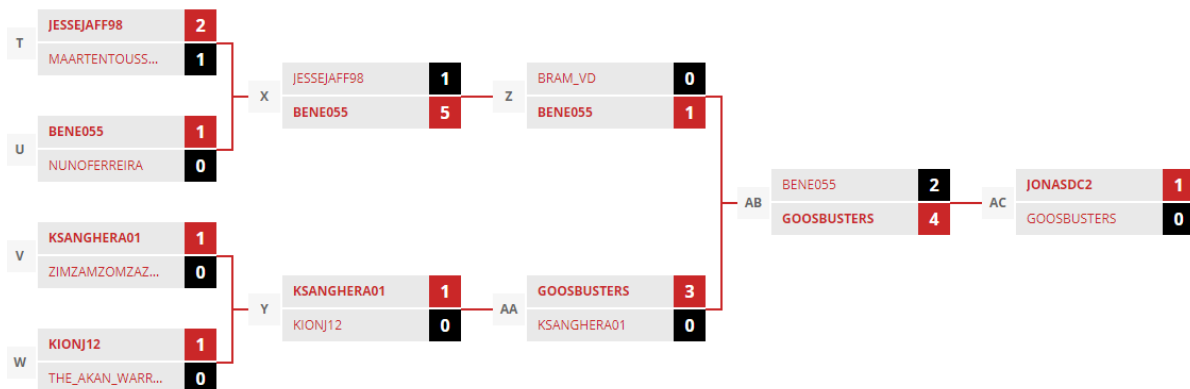 T
JESSEJAFF98 2
MAARTENTOUSS... 1
U
BENE055 1
NUNOFERREIRA 0
V
KSANGHERA01 1
ZIMZAMZOMZAZ... 0
W
KIONJ12 1
THE_AKAN_WARR... 0
X
JESSEJAFF98 1
BENE055 5
Y
KSANGHERA01 1
KIONJ12 0
Z
BRAM_VD 0
BENE055 1
AA
GOOSBUSTERS 3
KSANGHERA01 0
AB
BENE055 2
GOOSBUSTERS 4
AC
JONASDC2 1
GOOSBUSTERS 0